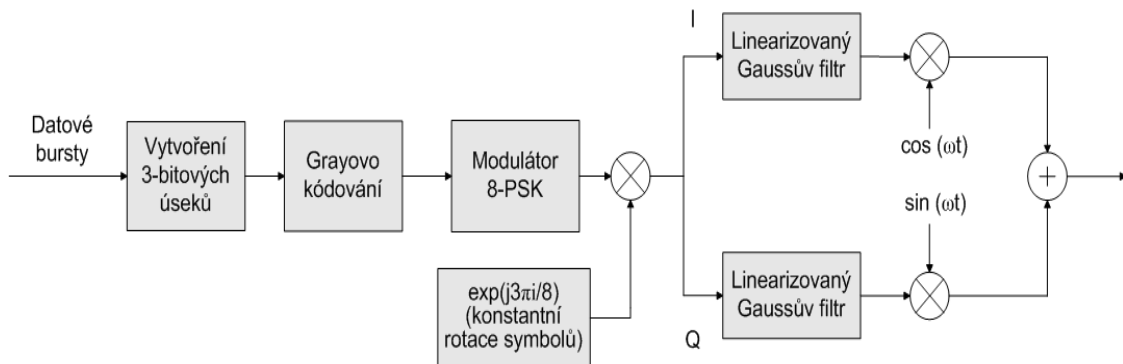 Datové
bursty
Vytvoření
3-bitových
úseků
Grayovo
kódování
Modulátor
8-PSK
exp(j3πi/8)
(konstantní
rotace symbolů)
I
Linearizovaný
Gaussův filtr
cos (ωt)
sin (ωt)
+
Linearizovaný
Gaussův filtr
Q